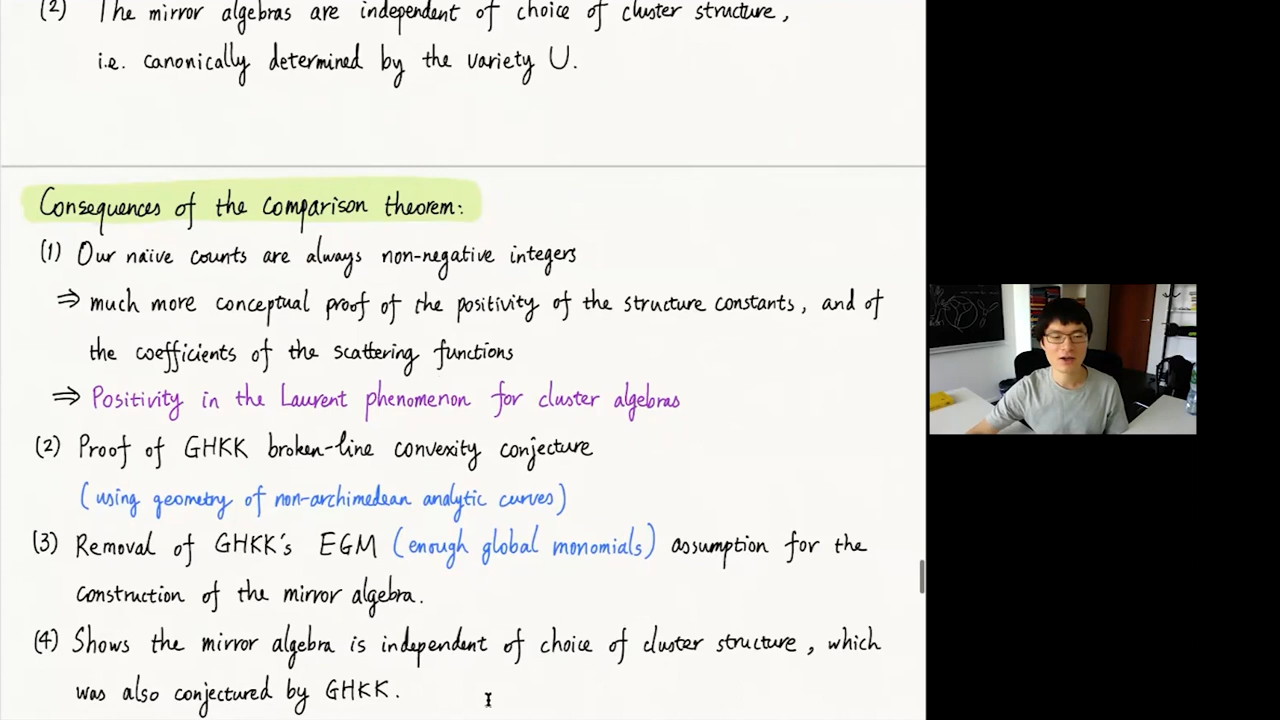 (2) The mirror algebras are independent of choice of cluster structure,
i.e. canonically determined by the variety U.
Consequences of the comparison theorem:
(1) Our naïve counts are always non-negative integers
⇒ much more conceptual proof of the positivity of the structure constants, and of
the coefficients of the scattering functions
⇒ Positivity in the Laurent phenomenon for cluster algebras
(2) Proof of GHKK broken-line convexity conjecture
(using geometry of non-archimedean analytic curves)
(3) Removal of GHKK's EGM (enough global monomials) assumption for the
construction of the mirror algebra.
(4) Shows the mirror algebra is independent of choice of cluster structure, which
was also conjectured by GHKK.